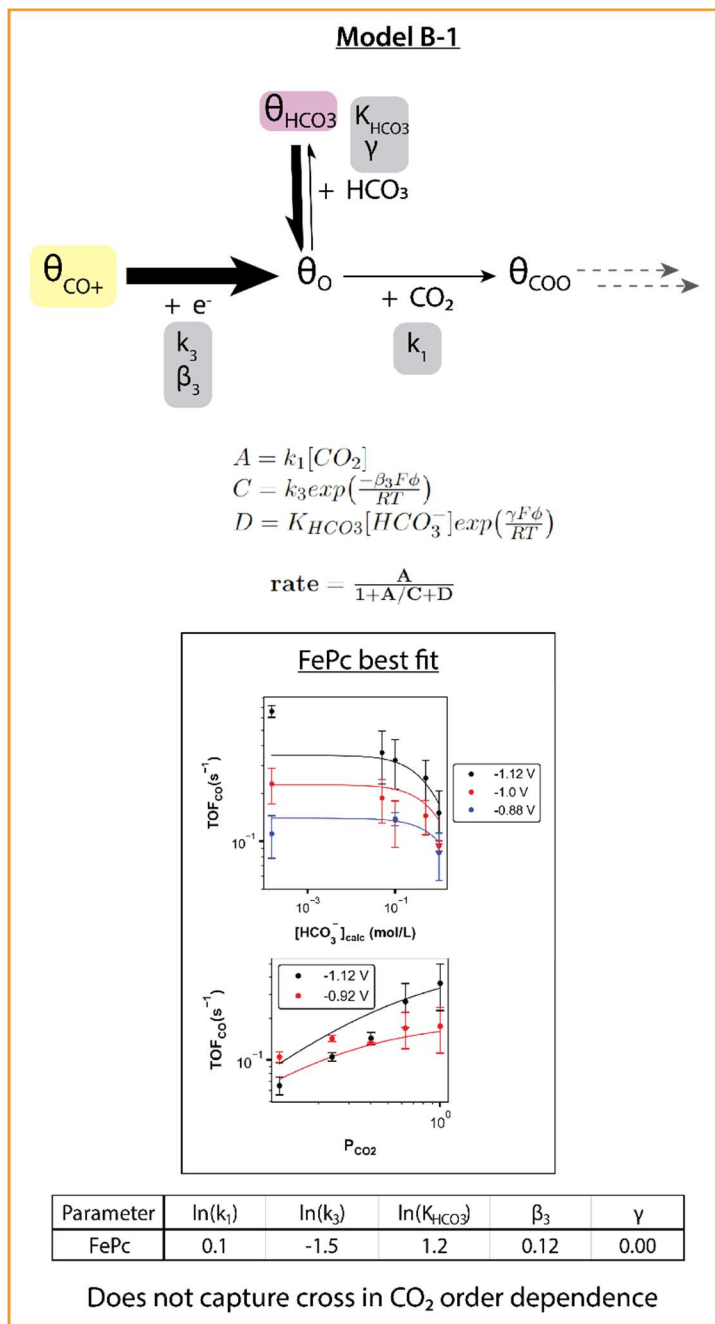 Model B-1
θHCO3
KHCO3
γ
+ HCO₃
θCO+
θO
θCOO
+ e⁻
+ CO₂
k₃
β₃
k₁
A = k₁[CO₂]
C = k₃exp(−β₃Fϕ/RT)
D = KHCO3[HCO₃⁻]exp(γFϕ/RT)
rate = A/1+A/C+D
FePc best fit
TOFCO(s⁻¹)
10⁻¹
-1.12 V
-1.0 V
-0.88 V
10⁻³
10⁻¹
[HCO₃⁻]calc (mol/L)
-1.12 V
-0.92 V
TOFCO(s⁻¹)
10⁻¹
10⁰
PCO2
Parameter ln(k₁) ln(k₃) ln(KHCO3) β₃ γ
FePc 0.1 -1.5 1.2 0.12 0.00
Does not capture cross in CO₂ order dependence